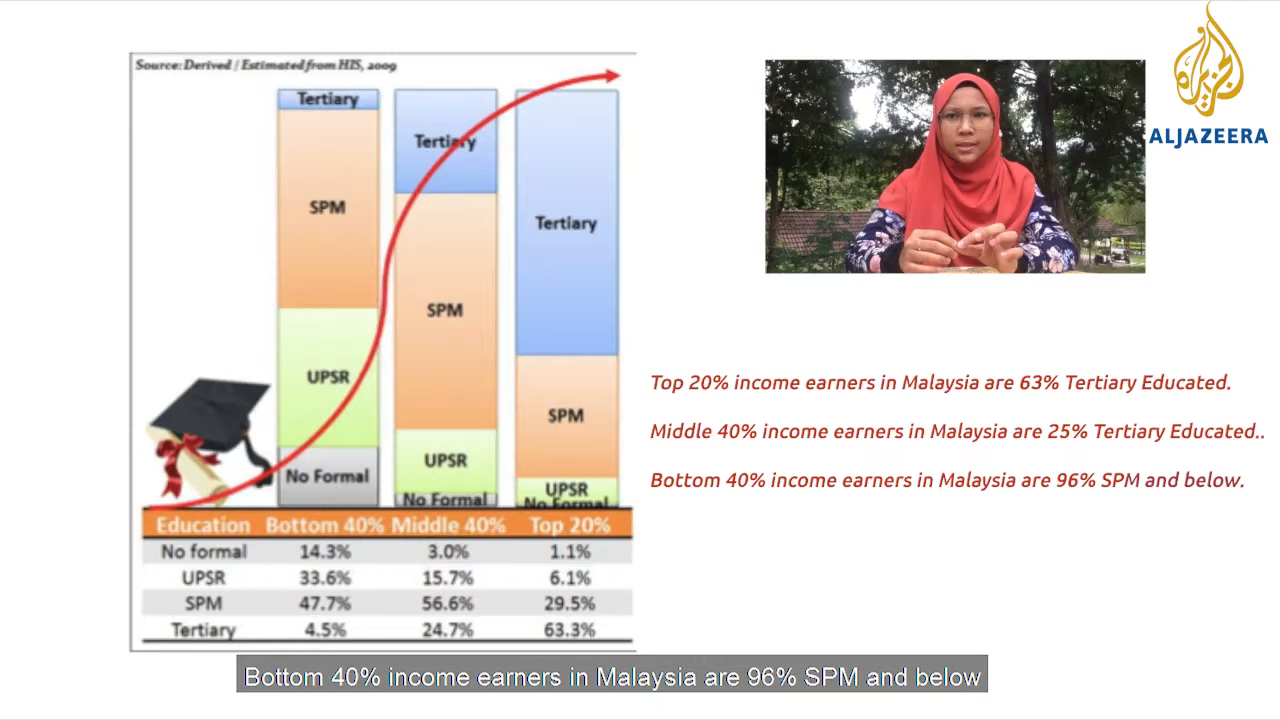 Source: Derived / Estimated from HIS, 2009
Tertiary
SPM
UPSR
No Formal
Tertiary
SPM
UPSR
No Formal
Tertiary
SPM
UPSR
No Formal
Education Bottom 40% Middle 40% Top 20%
No formal 14.3% 3.0% 1.1%
UPSR 33.6% 15.7% 6.1%
SPM 47.7% 56.6% 29.5%
Tertiary 4.5% 24.7% 63.3%
الجزيرة
ALJAZEERA
Top 20% income earners in Malaysia are 63% Tertiary Educated.
Middle 40% income earners in Malaysia are 25% Tertiary Educated..
Bottom 40% income earners in Malaysia are 96% SPM and below.
Bottom 40% income earners in Malaysia are 96% SPM and below